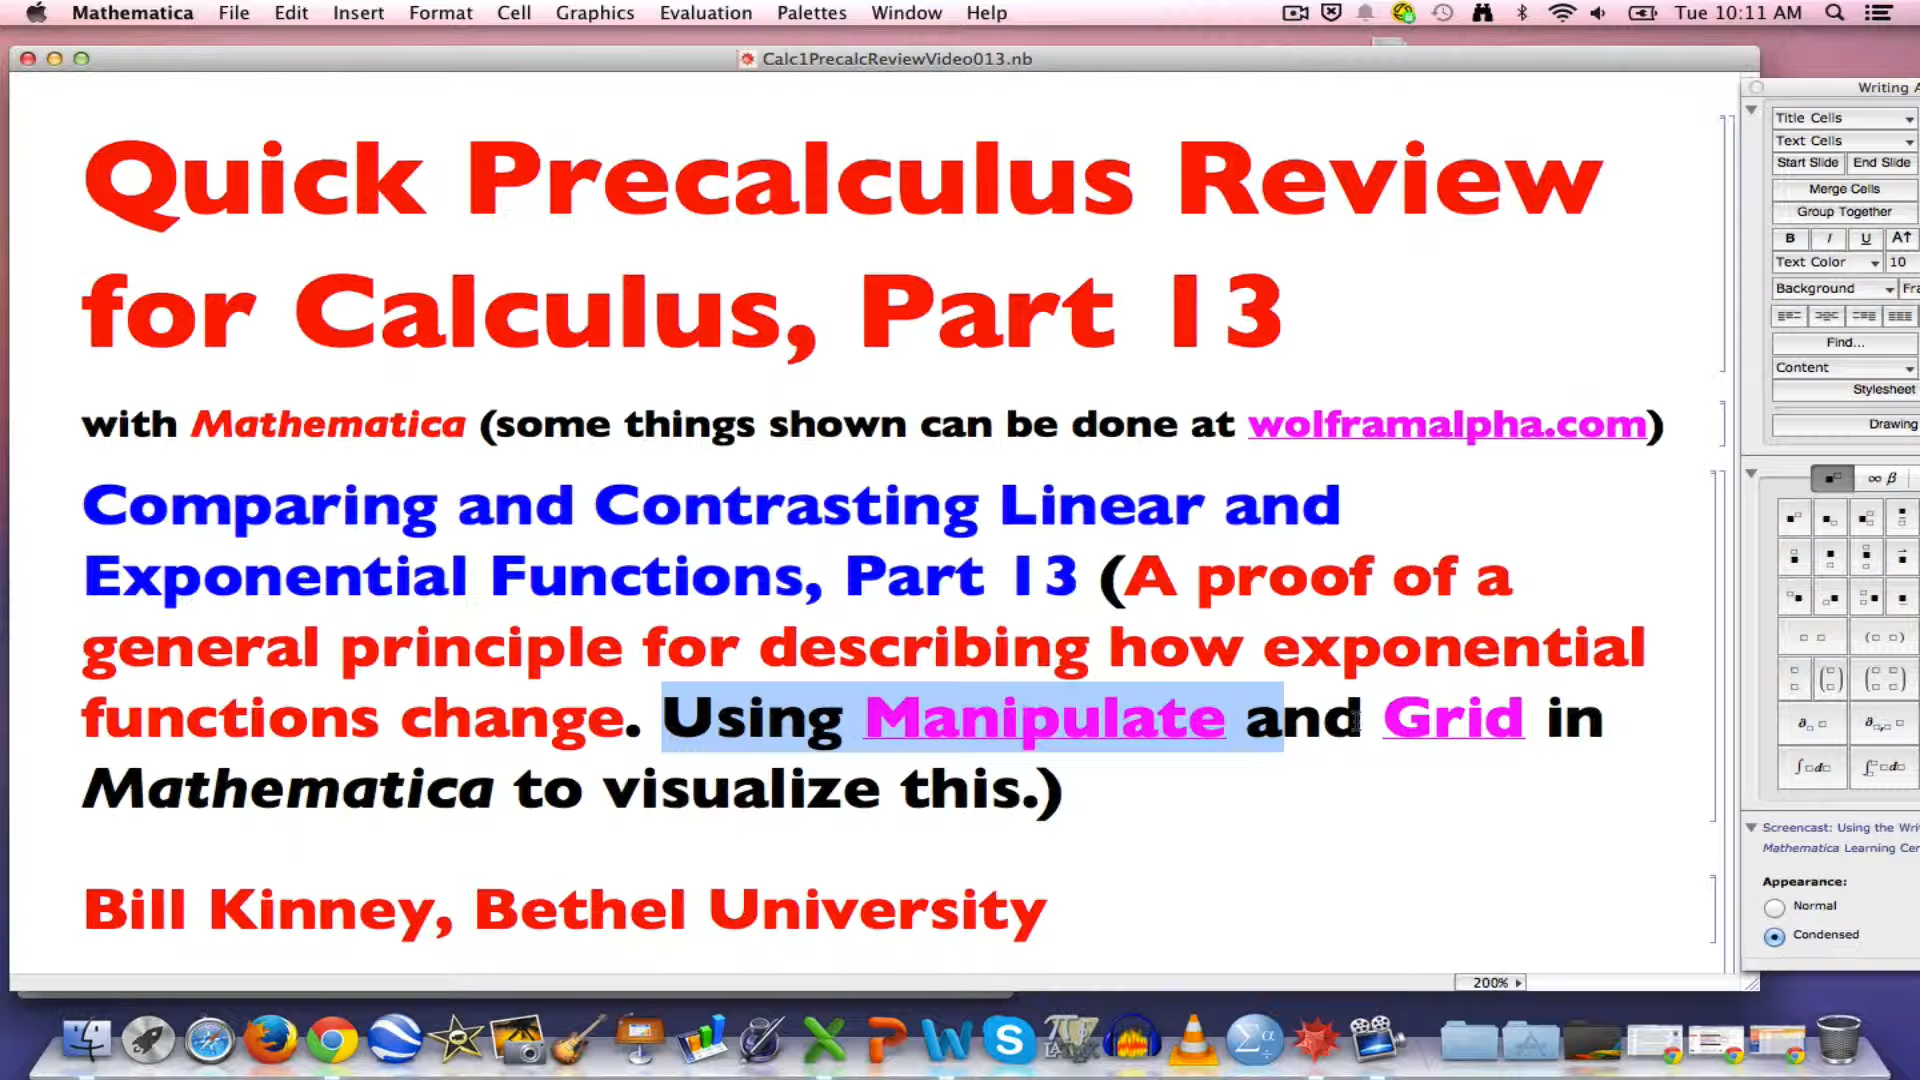 Mathematica File Edit Insert Format Cell Graphics Evaluation Palettes Window Help Tue 10:11 AM
Calc1PrecalcReviewVideo013.nb
Quick Precalculus Review
for Calculus, Part 13
with Mathematica (some things shown can be done at wolframalpha.com)
Comparing and Contrasting Linear and
Exponential Functions, Part 13 (A proof of a
general principle for describing how exponential
functions change. Using Manipulate and Grid in
Mathematica to visualize this.)
Bill Kinney, Bethel University
200%
Writing A
Title Cells
Text Cells
Start Slide End Slide
Merge Cells
Group Together
B I U A↑
Text Color 10
Background Fra
Find...
Content
Stylesheet
Drawing
∞ β
Screencast: Using the Wri
Mathematica Learning Cer
Appearance:
Normal
Condensed